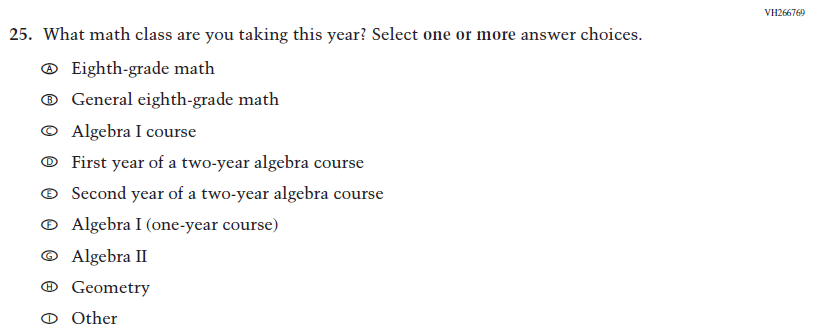 VH266769
25. What math class are you taking this year? Select one or more answer choices.
A Eighth-grade math
B General eighth-grade math
C Algebra I course
D First year of a two-year algebra course
E Second year of a two-year algebra course
F Algebra I (one-year course)
G Algebra II
H Geometry
I Other